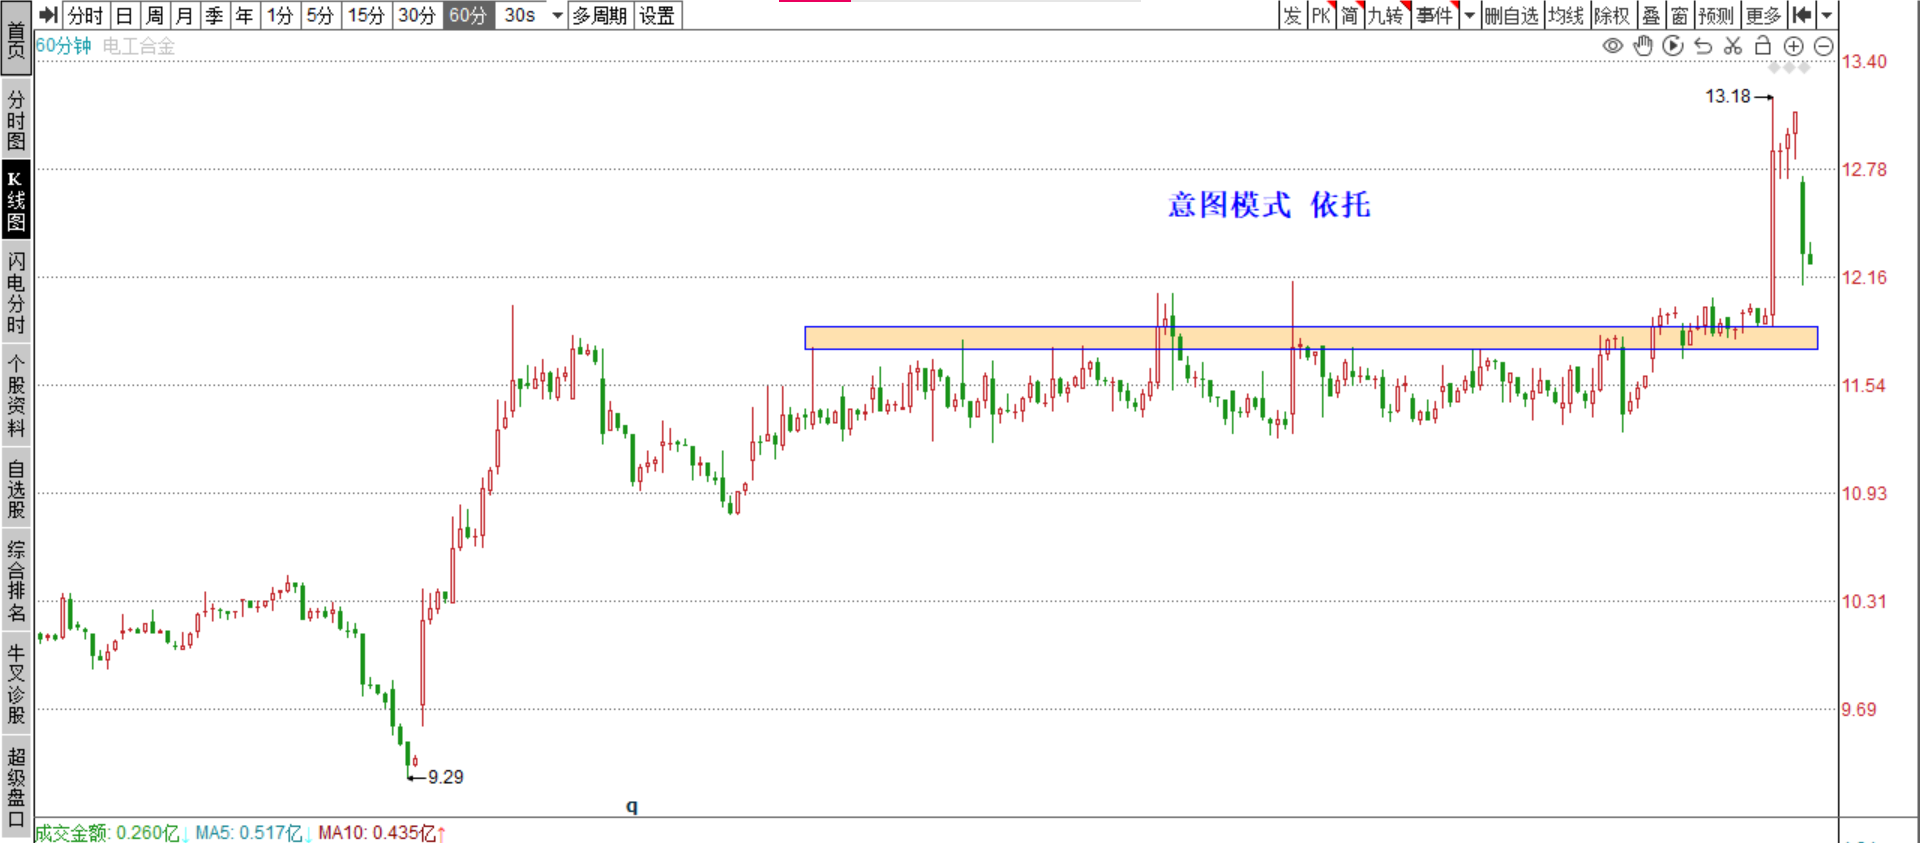 分时 日 周 月 季 年 1分 5分 15分 30分 60分 30s 多周期 设置 发 PK 简 九转 事件 删自选 均线 除权 叠 窗 预测 更多
60分钟 电工合金
首页
分时图
K线图
闪电分时
个股资料
自选股
综合排名
牛叉诊股
超级盘口
13.40
13.18
12.78
意图模式 依托
12.16
11.54
10.93
10.31
9.69
9.29
q
成交金额: 0.260亿↓ MA5: 0.517亿↓ MA10: 0.435亿↑